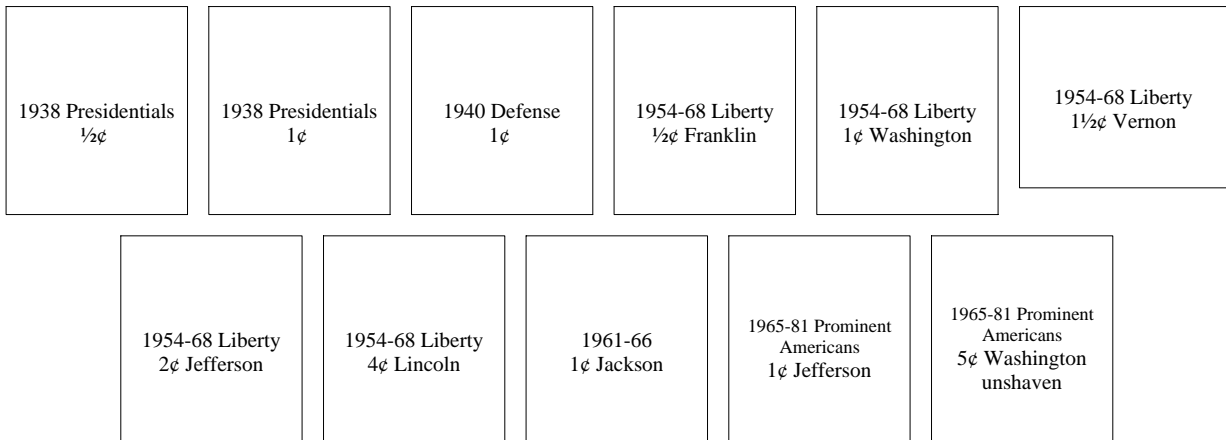 1938 Presidentials
½¢
1938 Presidentials
1¢
1940 Defense
1¢
1954-68 Liberty
½¢ Franklin
1954-68 Liberty
1¢ Washington
1954-68 Liberty
1½¢ Vernon
1954-68 Liberty
2¢ Jefferson
1954-68 Liberty
4¢ Lincoln
1961-66
1¢ Jackson
1965-81 Prominent
Americans
1¢ Jefferson
1965-81 Prominent
Americans
5¢ Washington
unshaven